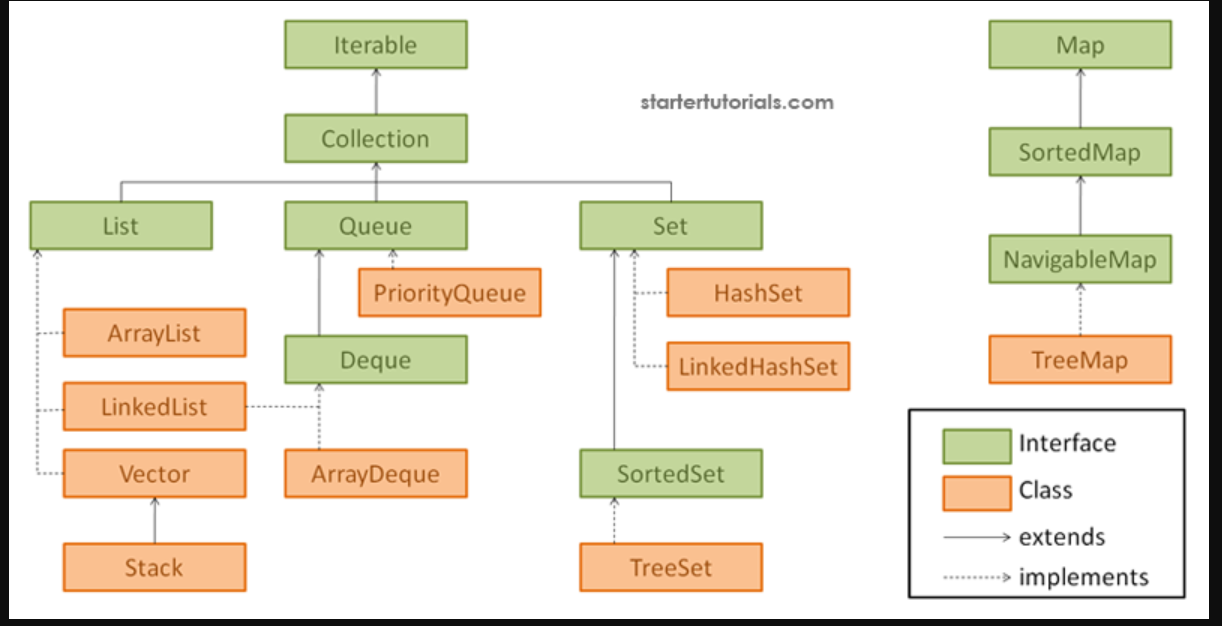 Iterable
Map
startertutorials.com
Collection
SortedMap
List
Queue
Set
NavigableMap
PriorityQueue
HashSet
ArrayList
Deque
LinkedHashSet
TreeMap
LinkedList
Interface
Vector
ArrayDeque
SortedSet
Class
extends
Stack
TreeSet
implements